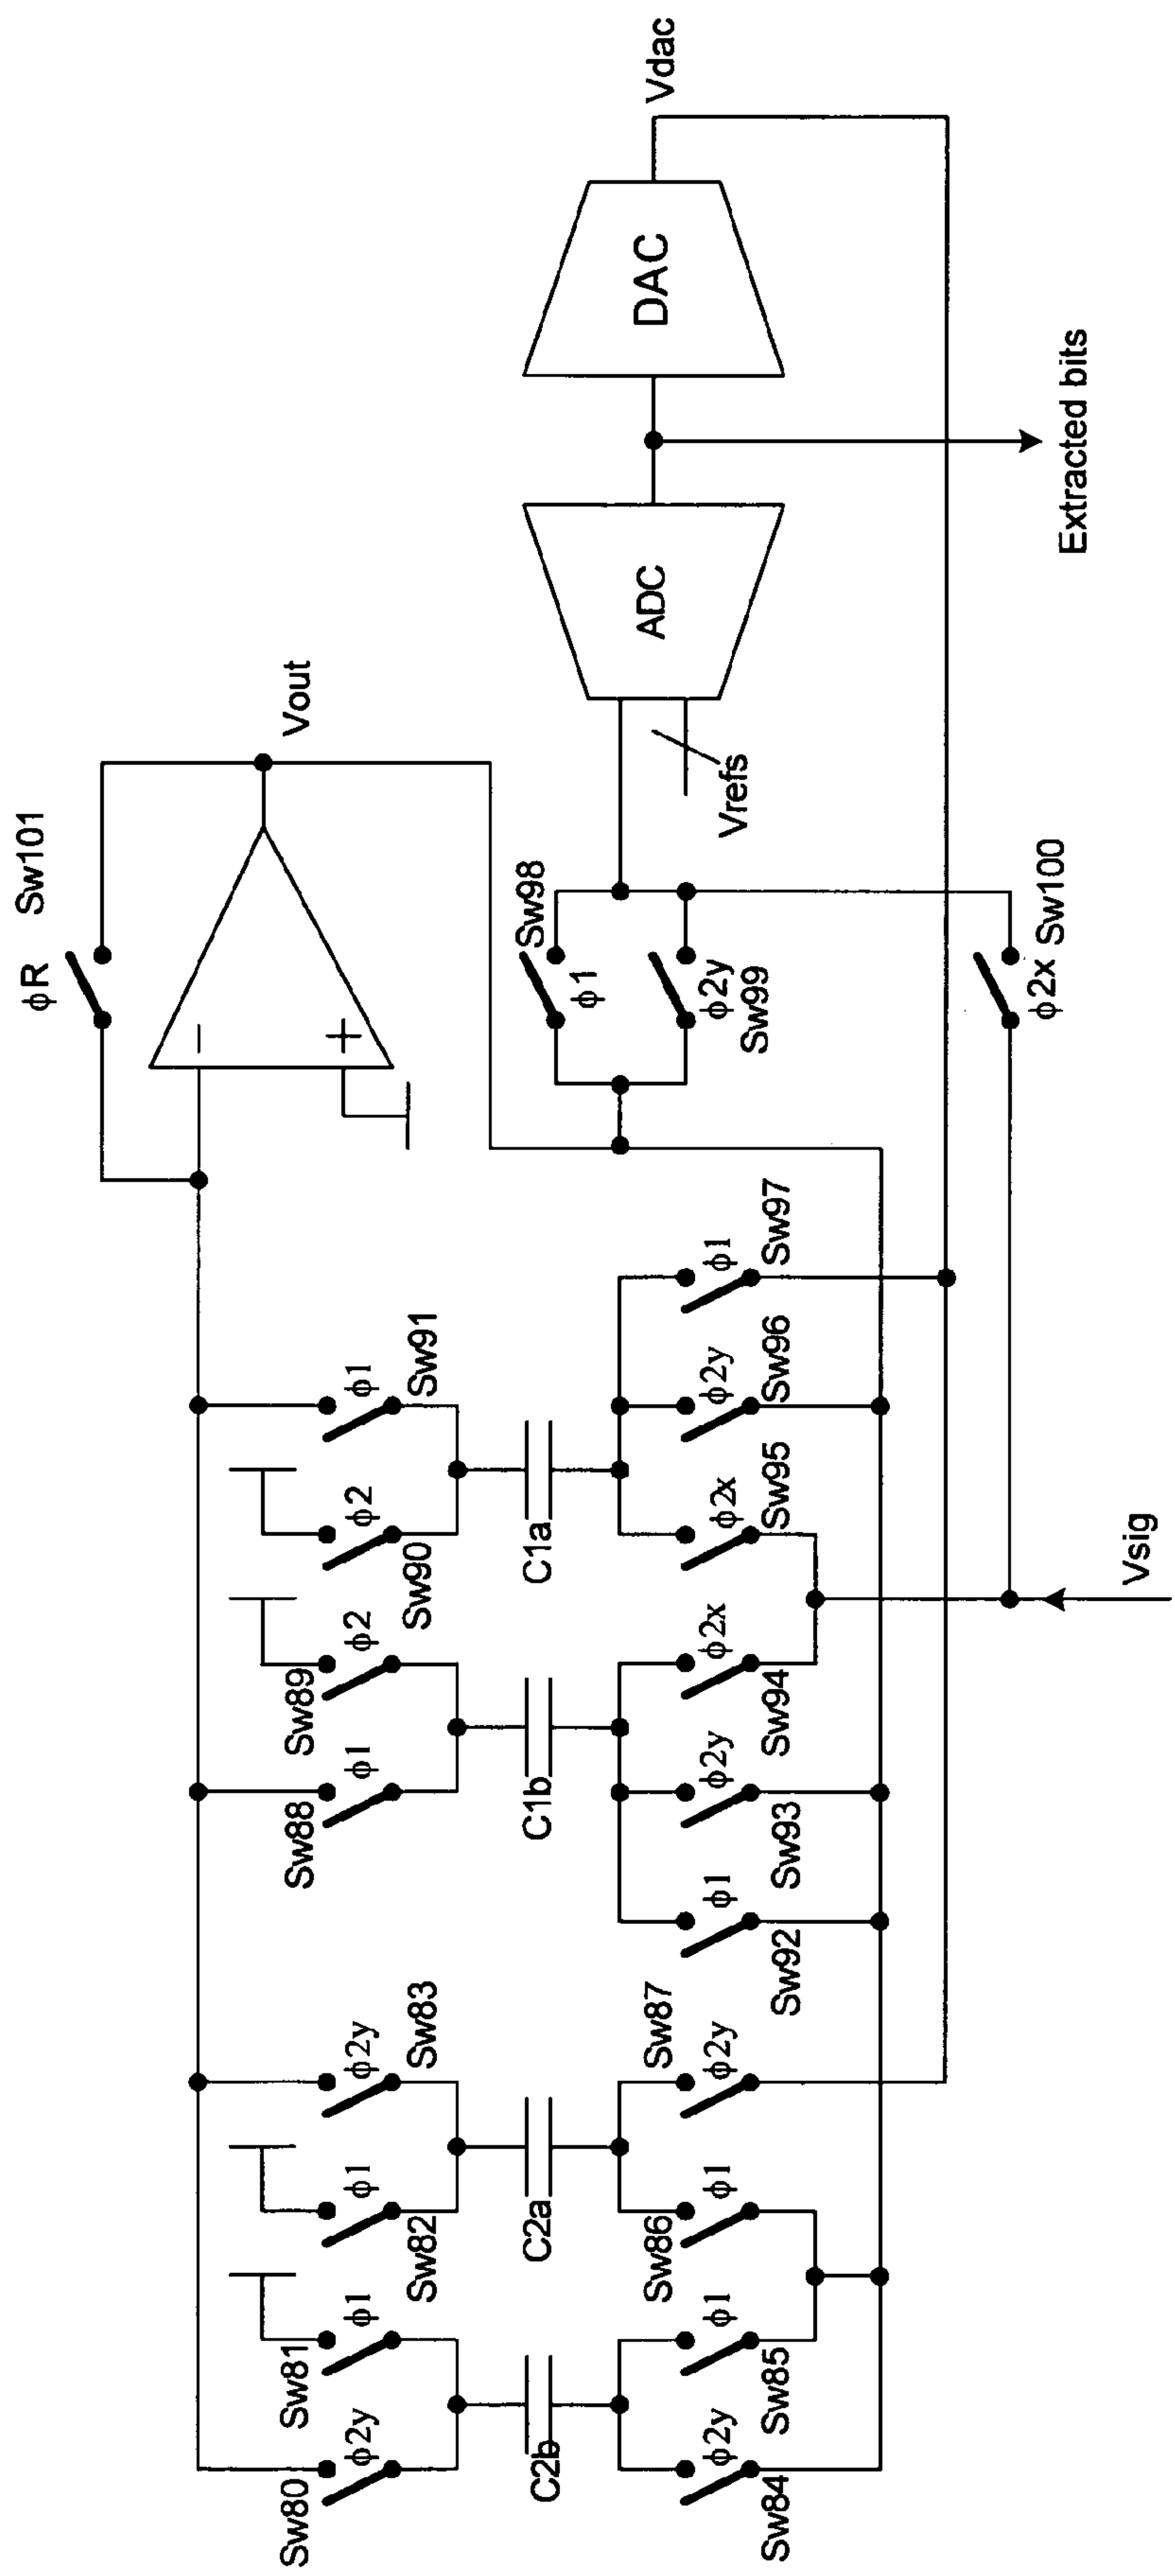 ϕR Sw101
Vout
Sw80
ϕ2y
Sw81
ϕ1
ϕ1
Sw82
ϕ2y
Sw83
Sw88
ϕ1
Sw89
ϕ2
ϕ2
Sw90
ϕ1
Sw91
C2b
C2a
C1b
C1a
ϕ2y
Sw84
ϕ1
Sw85
Sw86
ϕ1
Sw87
ϕ2y
ϕ1
Sw92
ϕ2y
Sw93
ϕ2x
Sw94
ϕ2x
Sw95
ϕ2y
Sw96
ϕ1
Sw97
Sw98
ϕ1
ϕ2y
Sw99
Vrefs
ADC
DAC
Vdac
ϕ2x Sw100
Vsig
Extracted bits